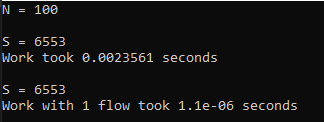 N = 100
S = 6553
Work took 0.0023561 seconds
S = 6553
Work with 1 flow took 1.1e-06 seconds